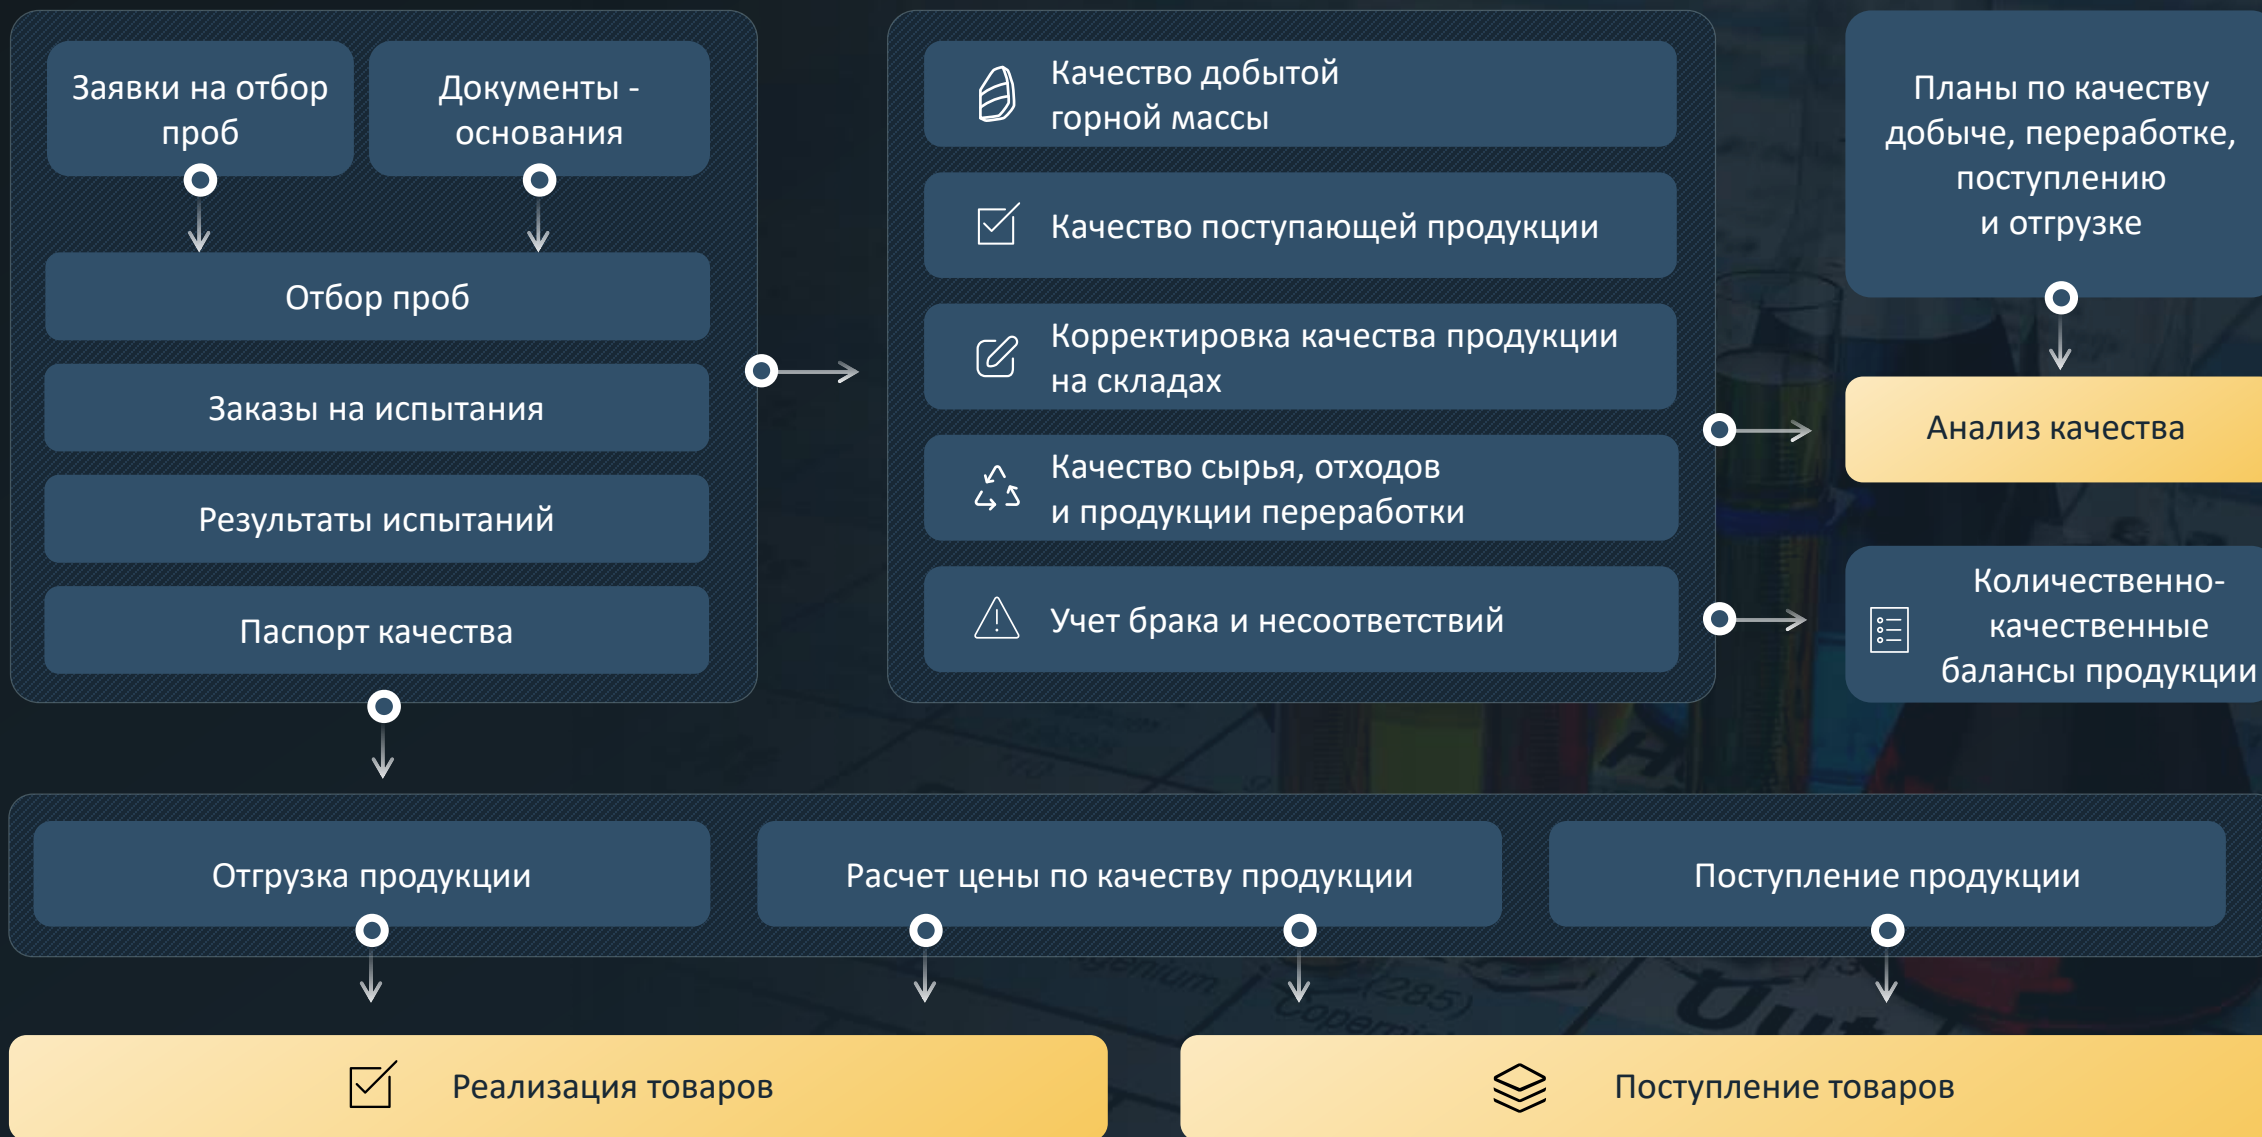 Заявки на отбор
проб
Документы -
основания
Отбор проб
Заказы на испытания
Результаты испытаний
Паспорт качества
Качество добытой
горной массы
Качество поступающей продукции
Корректировка качества продукции
на складах
Качество сырья, отходов
и продукции переработки
Учет брака и несоответствий
Планы по качеству
добыче, переработке,
поступлению
и отгрузке
Анализ качества
Количественно-
качественные
балансы продукции
Отгрузка продукции
Расчет цены по качеству продукции
Поступление продукции
Реализация товаров
Поступление товаров
(285)